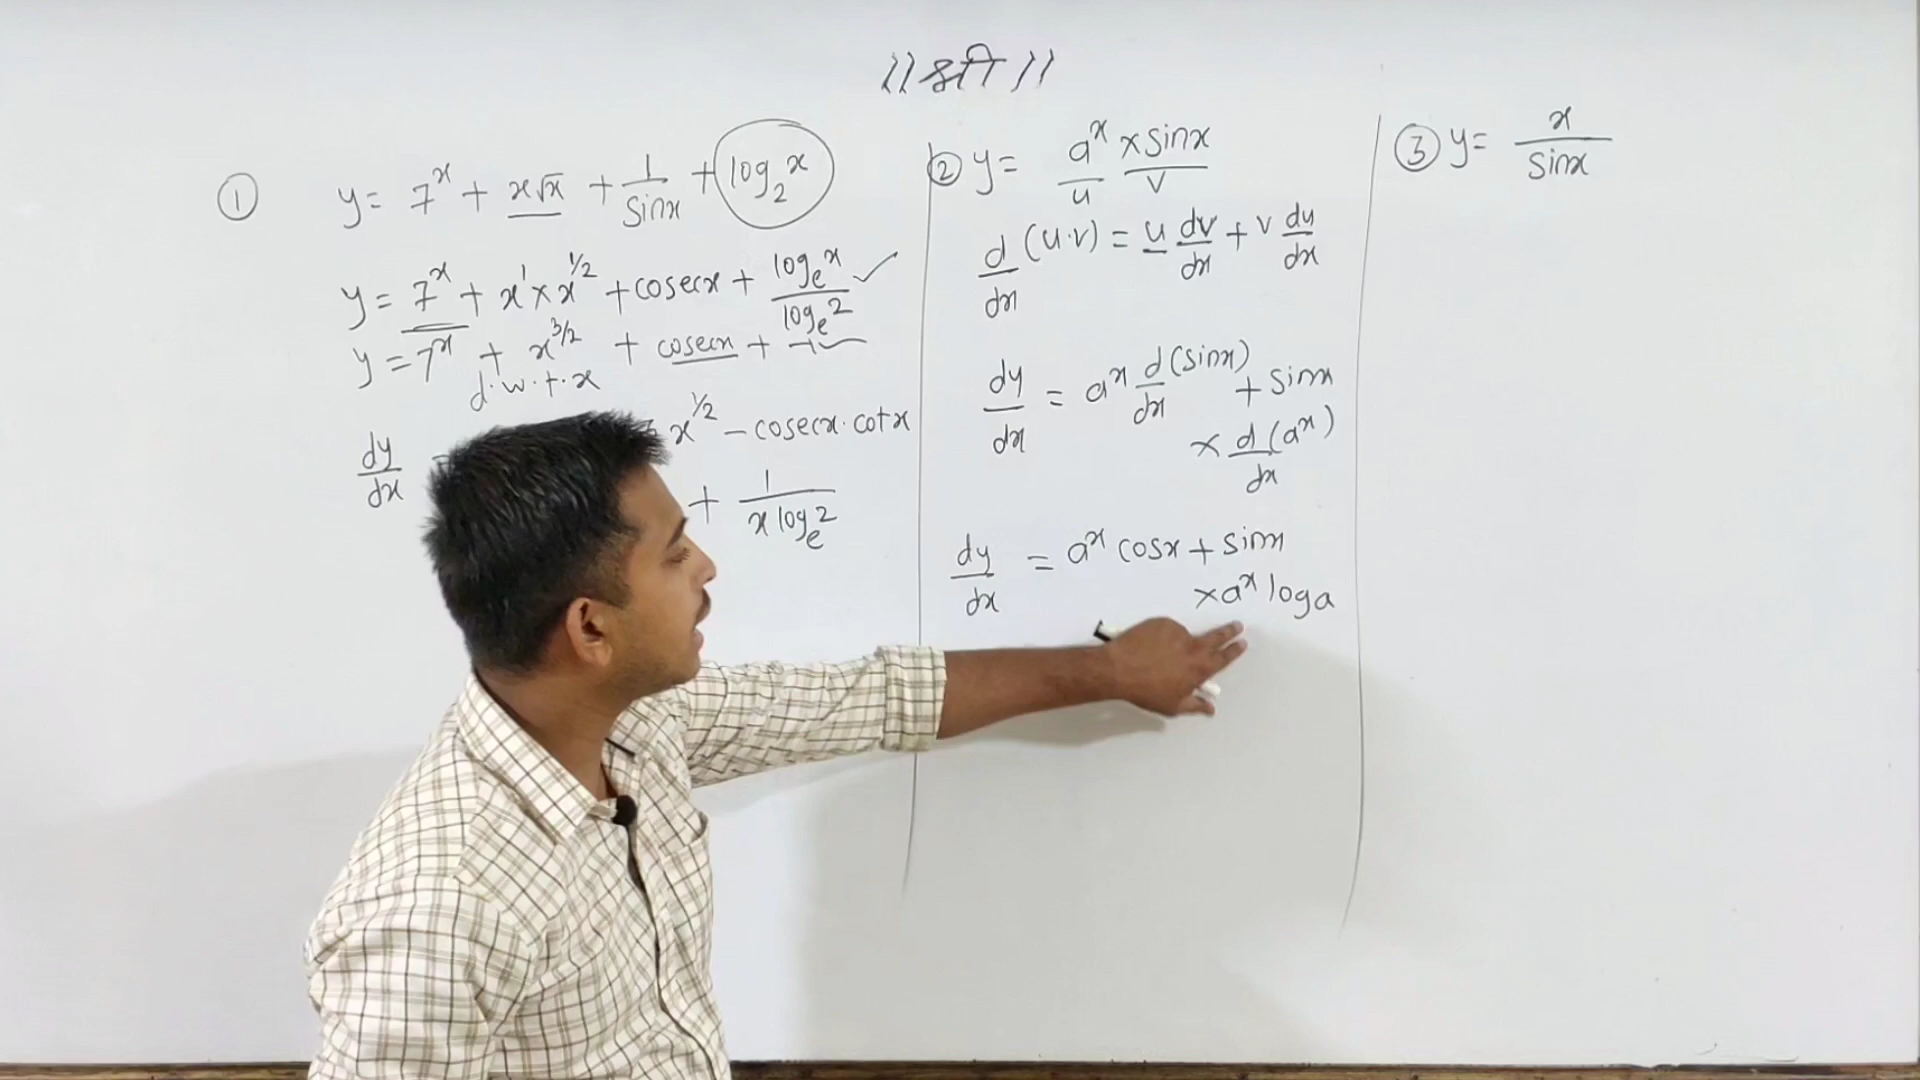 ॥ श्री ॥
① y = 7^x + x√x + 1/sinx + log₂x
y = 7^x + x¹ × x^1/2 + cosecx + logₑx/logₑ2 ✓
y = 7^x + x^3/2 + cosecx +
d.w.r.x
dy/dx = x^1/2 - cosecx.cotx
+ 1/(x logₑ2)
② y = a^x × sinx
u v
d/dx (u.v) = u dv/dx + v du/dx
dy/dx = a^x d/dx (sinx) + sinx
× d/dx (a^x)
dy/dx = a^x cosx + sinx
× a^x loga
③ y = x/sinx